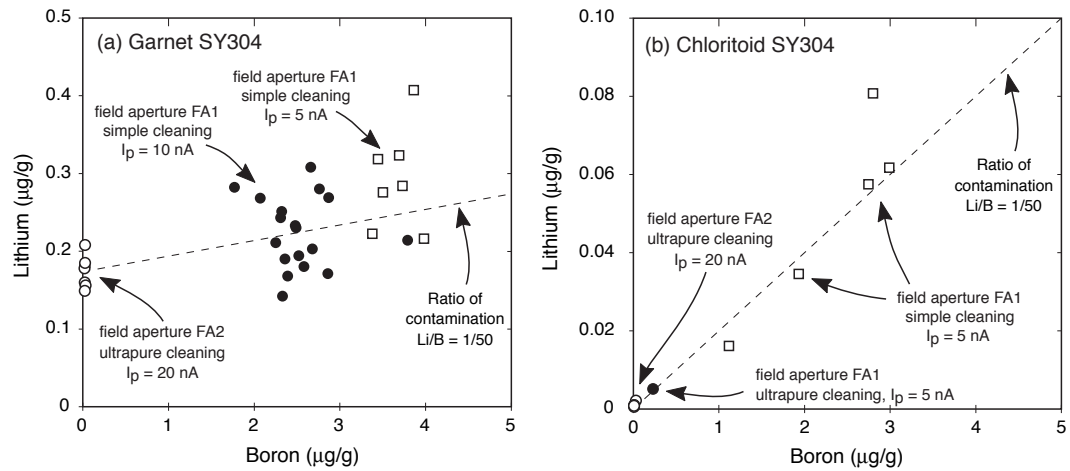 (a) Garnet SY304
field aperture FA1
simple cleaning
Ip = 5 nA
field aperture FA1
simple cleaning
Ip = 10 nA
field aperture FA2
ultrapure cleaning
Ip = 20 nA
Ratio of
contamination
Li/B = 1/50
Lithium (µg/g)
0.5
0.4
0.3
0.2
0.1
0
0 1 2 3 4 5
Boron (µg/g)
(b) Chloritoid SY304
Ratio of
contamination
Li/B = 1/50
field aperture FA2
ultrapure cleaning
Ip = 20 nA
field aperture FA1
simple cleaning
Ip = 5 nA
field aperture FA1
ultrapure cleaning, Ip = 5 nA
Lithium (µg/g)
0.10
0.08
0.06
0.04
0.02
0
0 1 2 3 4 5
Boron (µg/g)